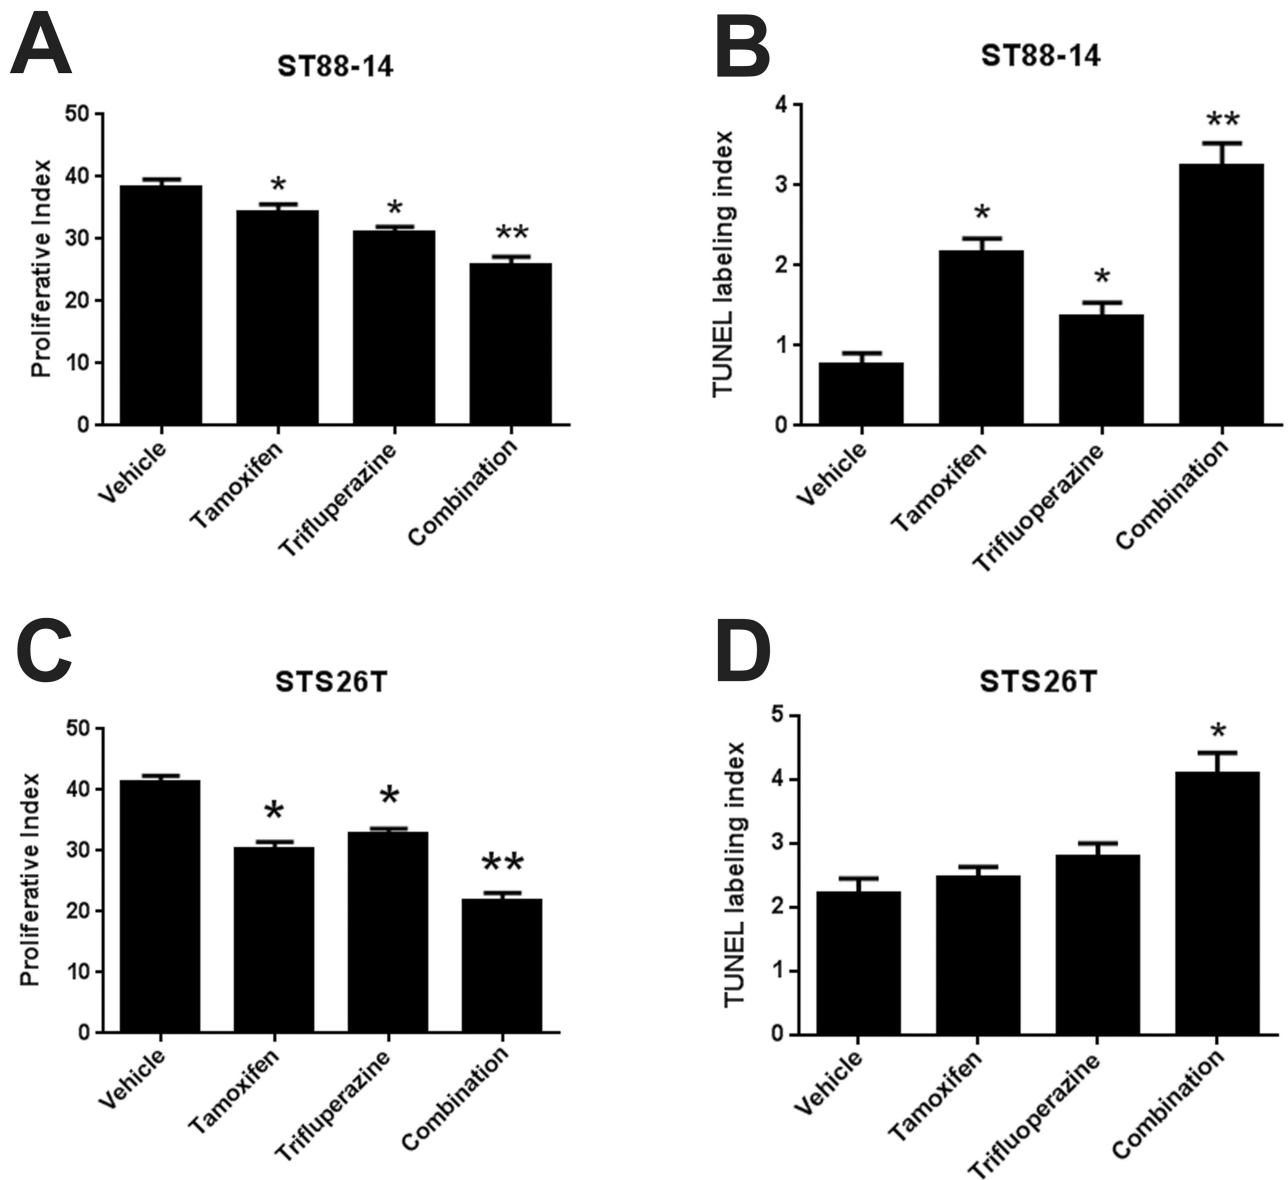 A
ST88-14
Proliferative Index
50
40
30
20
10
0
*
*
**
Vehicle
Tamoxifen
Trifluperazine
Combination
B
ST88-14
TUNEL labeling index
4
3
2
1
0
*
*
**
Vehicle
Tamoxifen
Trifluoperazine
Combination
C
STS26T
Proliferative Index
50
40
30
20
10
0
*
*
**
Vehicle
Tamoxifen
Trifluperazine
Combination
D
STS26T
TUNEL labeling index
5
4
3
2
1
0
*
Vehicle
Tamoxifen
Trifluoperazine
Combination